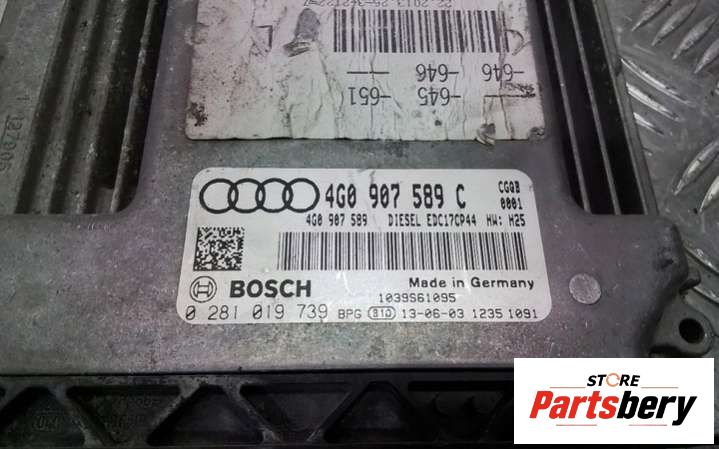 -646 -646 —
— -645 -651
4G0 907 589 C CGQB
4G0 907 589 DIESEL EDC17CP44 HW: H25 0001
BOSCH Made in Germany
1039S61095
0 281 019 739 BPG 810 13-06-03 1235 1091
STORE
Partsbery